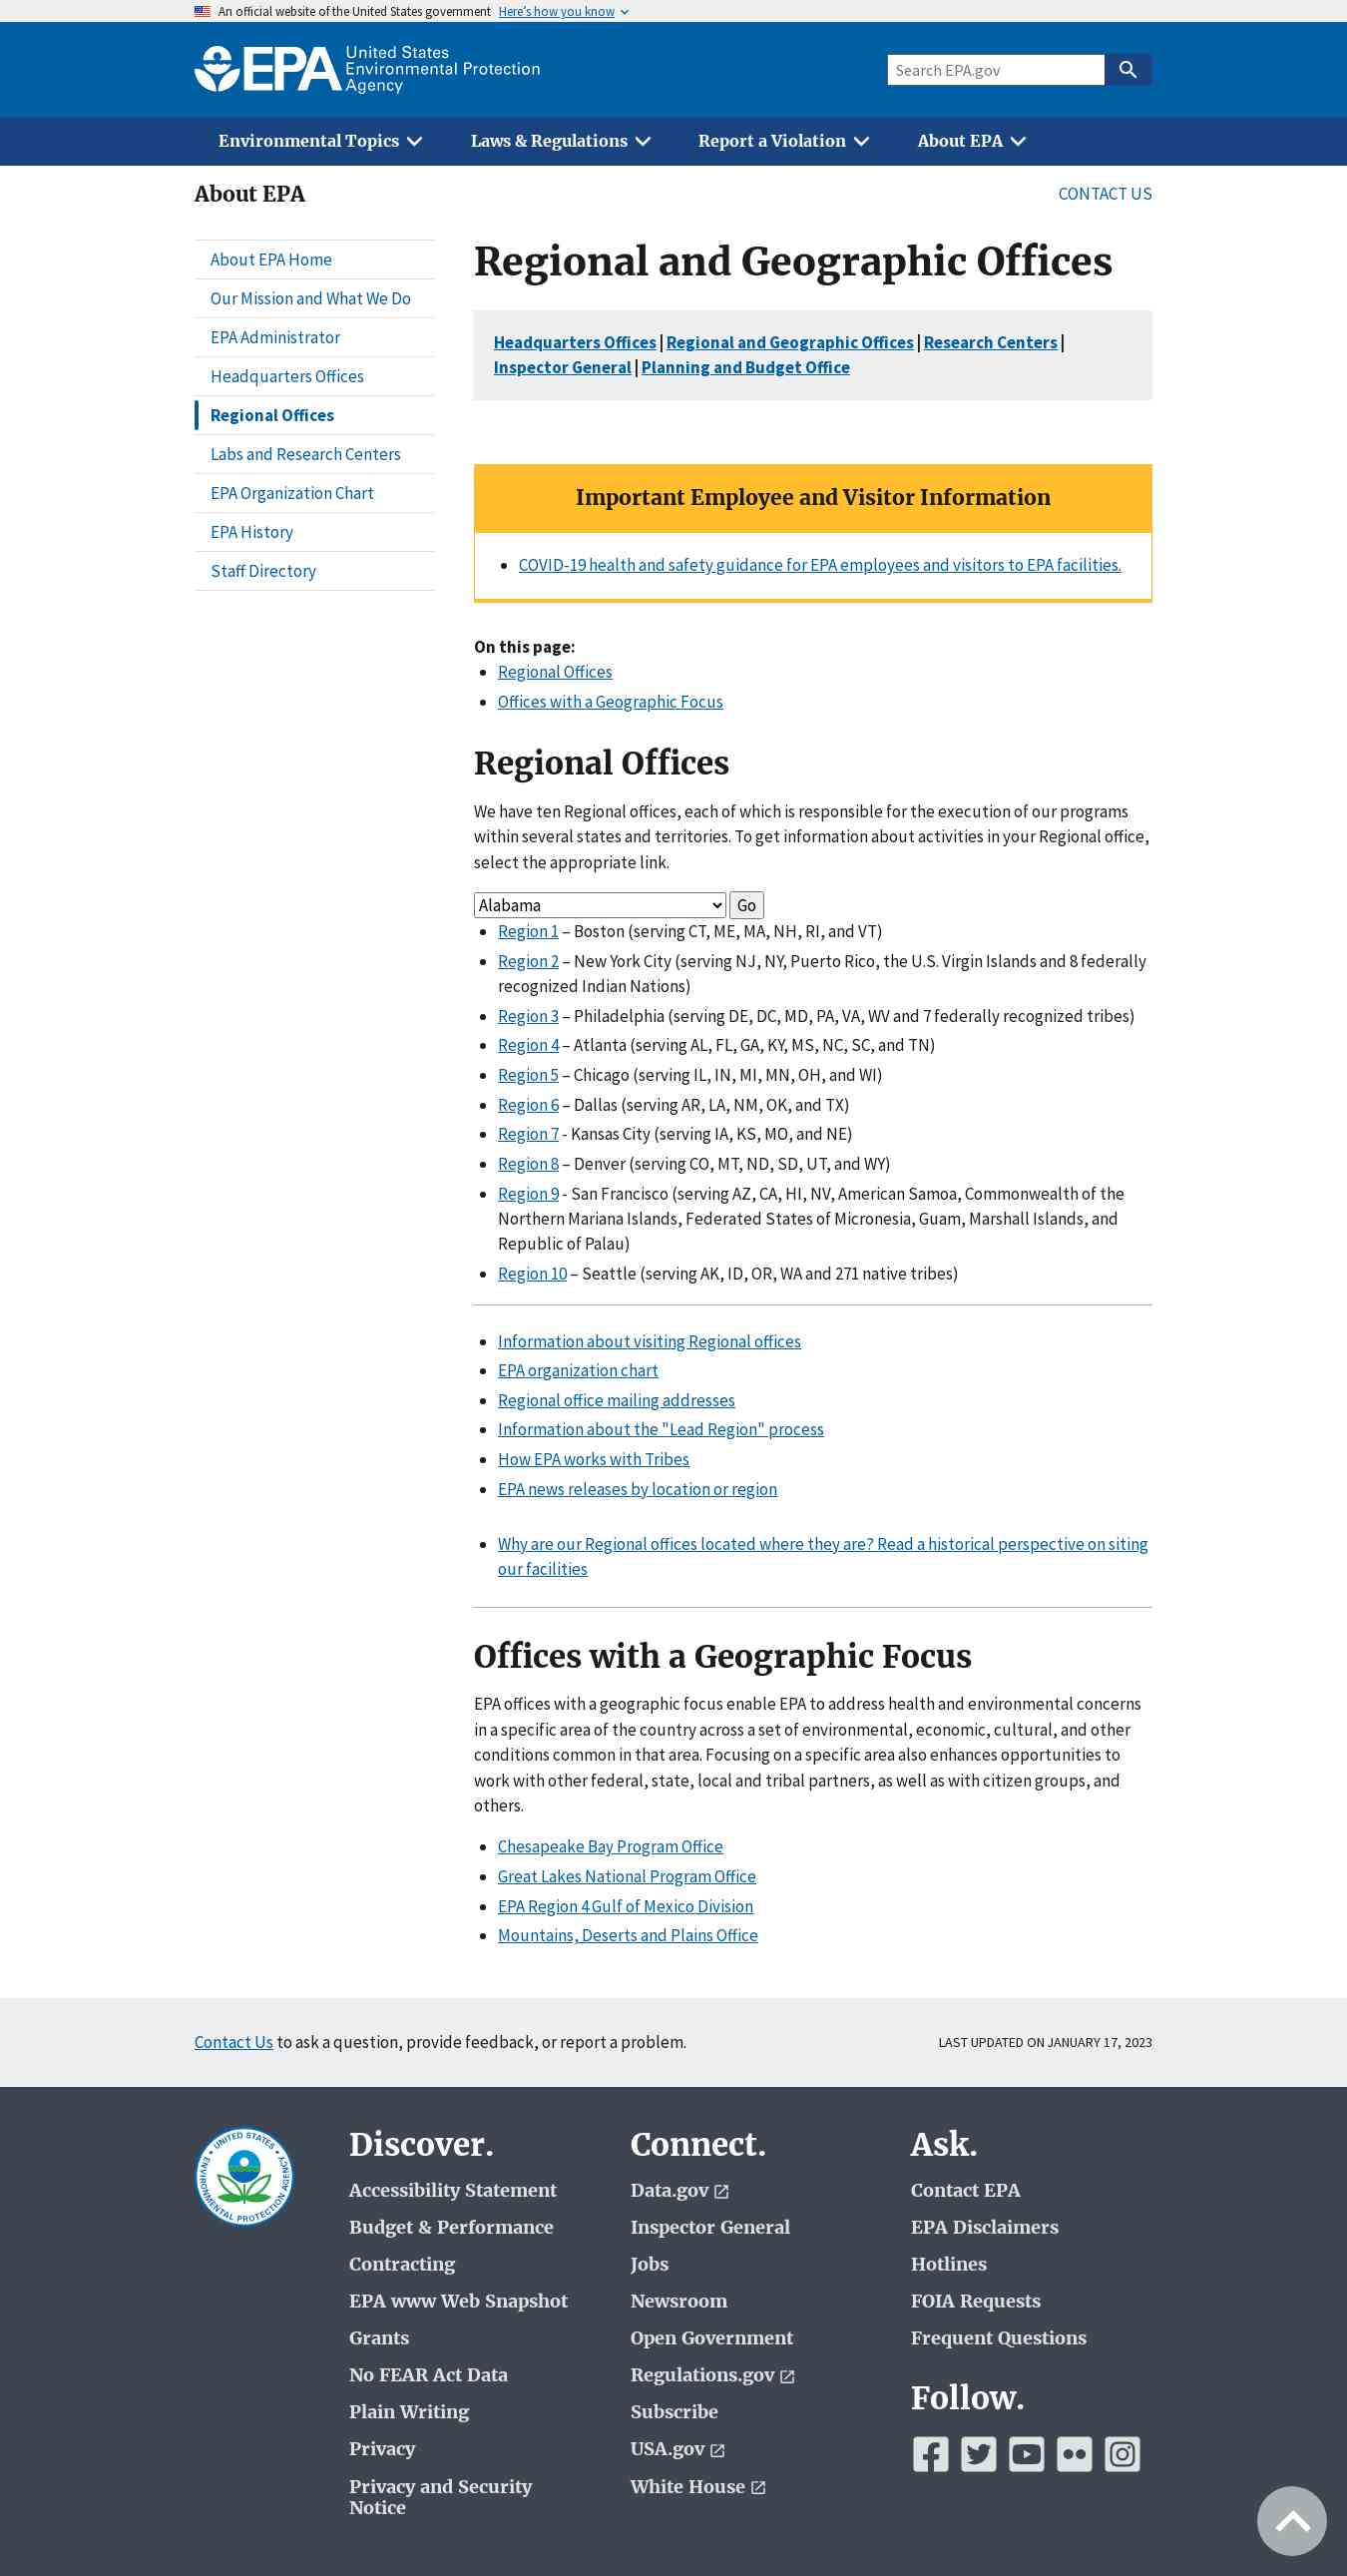 An official website of the United States government Here's how you know
EPA United States
Environmental Protection
Agency
Search EPA.gov
Environmental Topics
Laws & Regulations
Report a Violation
About EPA
About EPA
CONTACT US
About EPA Home
Our Mission and What We Do
EPA Administrator
Headquarters Offices
Regional Offices
Labs and Research Centers
EPA Organization Chart
EPA History
Staff Directory
Regional and Geographic Offices
Headquarters Offices | Regional and Geographic Offices | Research Centers |
Inspector General | Planning and Budget Office
Important Employee and Visitor Information
COVID-19 health and safety guidance for EPA employees and visitors to EPA facilities.
On this page:
Regional Offices
Offices with a Geographic Focus
Regional Offices
We have ten Regional offices, each of which is responsible for the execution of our programs
within several states and territories. To get information about activities in your Regional office,
select the appropriate link.
Alabama Go
Region 1 – Boston (serving CT, ME, MA, NH, RI, and VT)
Region 2 – New York City (serving NJ, NY, Puerto Rico, the U.S. Virgin Islands and 8 federally
recognized Indian Nations)
Region 3 – Philadelphia (serving DE, DC, MD, PA, VA, WV and 7 federally recognized tribes)
Region 4 – Atlanta (serving AL, FL, GA, KY, MS, NC, SC, and TN)
Region 5 – Chicago (serving IL, IN, MI, MN, OH, and WI)
Region 6 – Dallas (serving AR, LA, NM, OK, and TX)
Region 7 - Kansas City (serving IA, KS, MO, and NE)
Region 8 – Denver (serving CO, MT, ND, SD, UT, and WY)
Region 9 - San Francisco (serving AZ, CA, HI, NV, American Samoa, Commonwealth of the
Northern Mariana Islands, Federated States of Micronesia, Guam, Marshall Islands, and
Republic of Palau)
Region 10 – Seattle (serving AK, ID, OR, WA and 271 native tribes)
Information about visiting Regional offices
EPA organization chart
Regional office mailing addresses
Information about the "Lead Region" process
How EPA works with Tribes
EPA news releases by location or region
Why are our Regional offices located where they are? Read a historical perspective on siting
our facilities
Offices with a Geographic Focus
EPA offices with a geographic focus enable EPA to address health and environmental concerns
in a specific area of the country across a set of environmental, economic, cultural, and other
conditions common in that area. Focusing on a specific area also enhances opportunities to
work with other federal, state, local and tribal partners, as well as with citizen groups, and
others.
Chesapeake Bay Program Office
Great Lakes National Program Office
EPA Region 4 Gulf of Mexico Division
Mountains, Deserts and Plains Office
Contact Us to ask a question, provide feedback, or report a problem.
LAST UPDATED ON JANUARY 17, 2023
UNITED STATES
ENVIRONMENTAL PROTECTION AGENCY
Discover.
Accessibility Statement
Budget & Performance
Contracting
EPA www Web Snapshot
Grants
No FEAR Act Data
Plain Writing
Privacy
Privacy and Security
Notice
Connect.
Data.gov
Inspector General
Jobs
Newsroom
Open Government
Regulations.gov
Subscribe
USA.gov
White House
Ask.
Contact EPA
EPA Disclaimers
Hotlines
FOIA Requests
Frequent Questions
Follow.